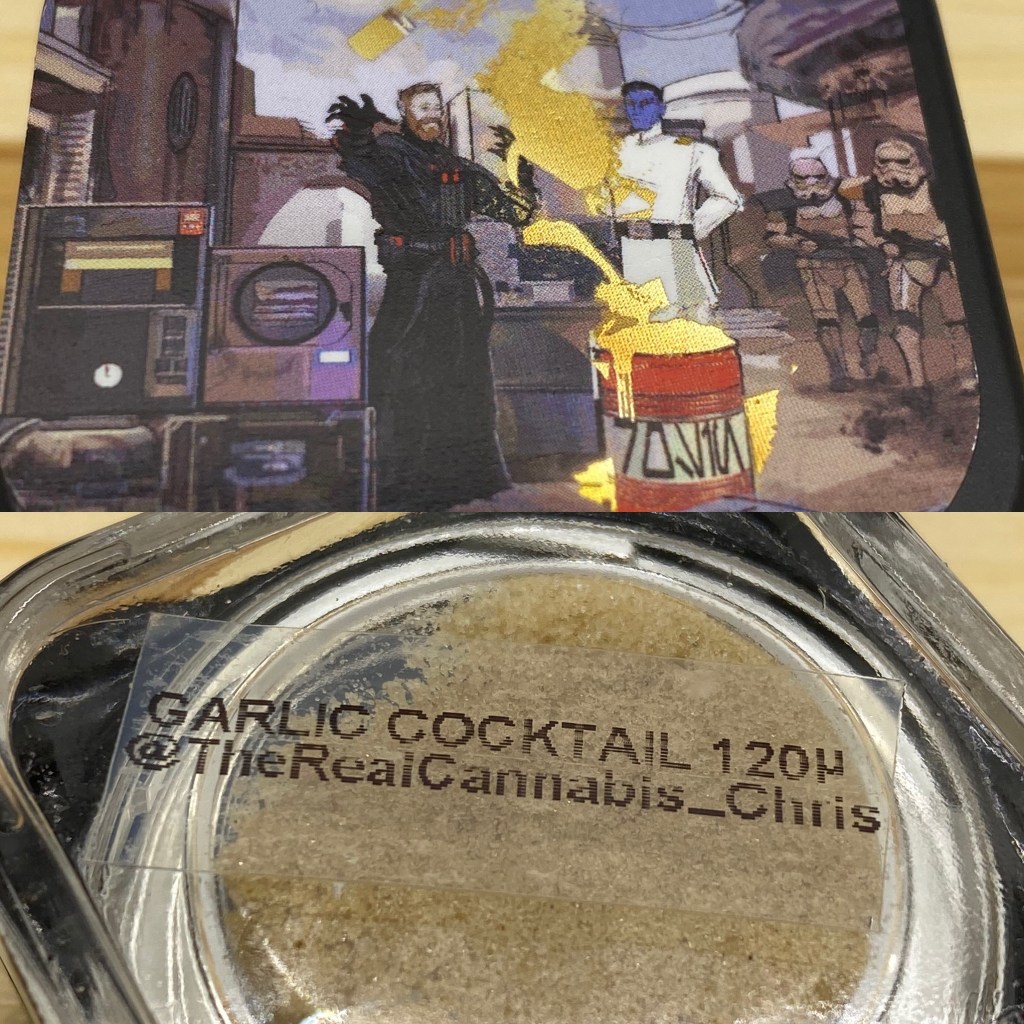 GARLIC COCKTAIL 120µ
@TheRealCannabis_Chris